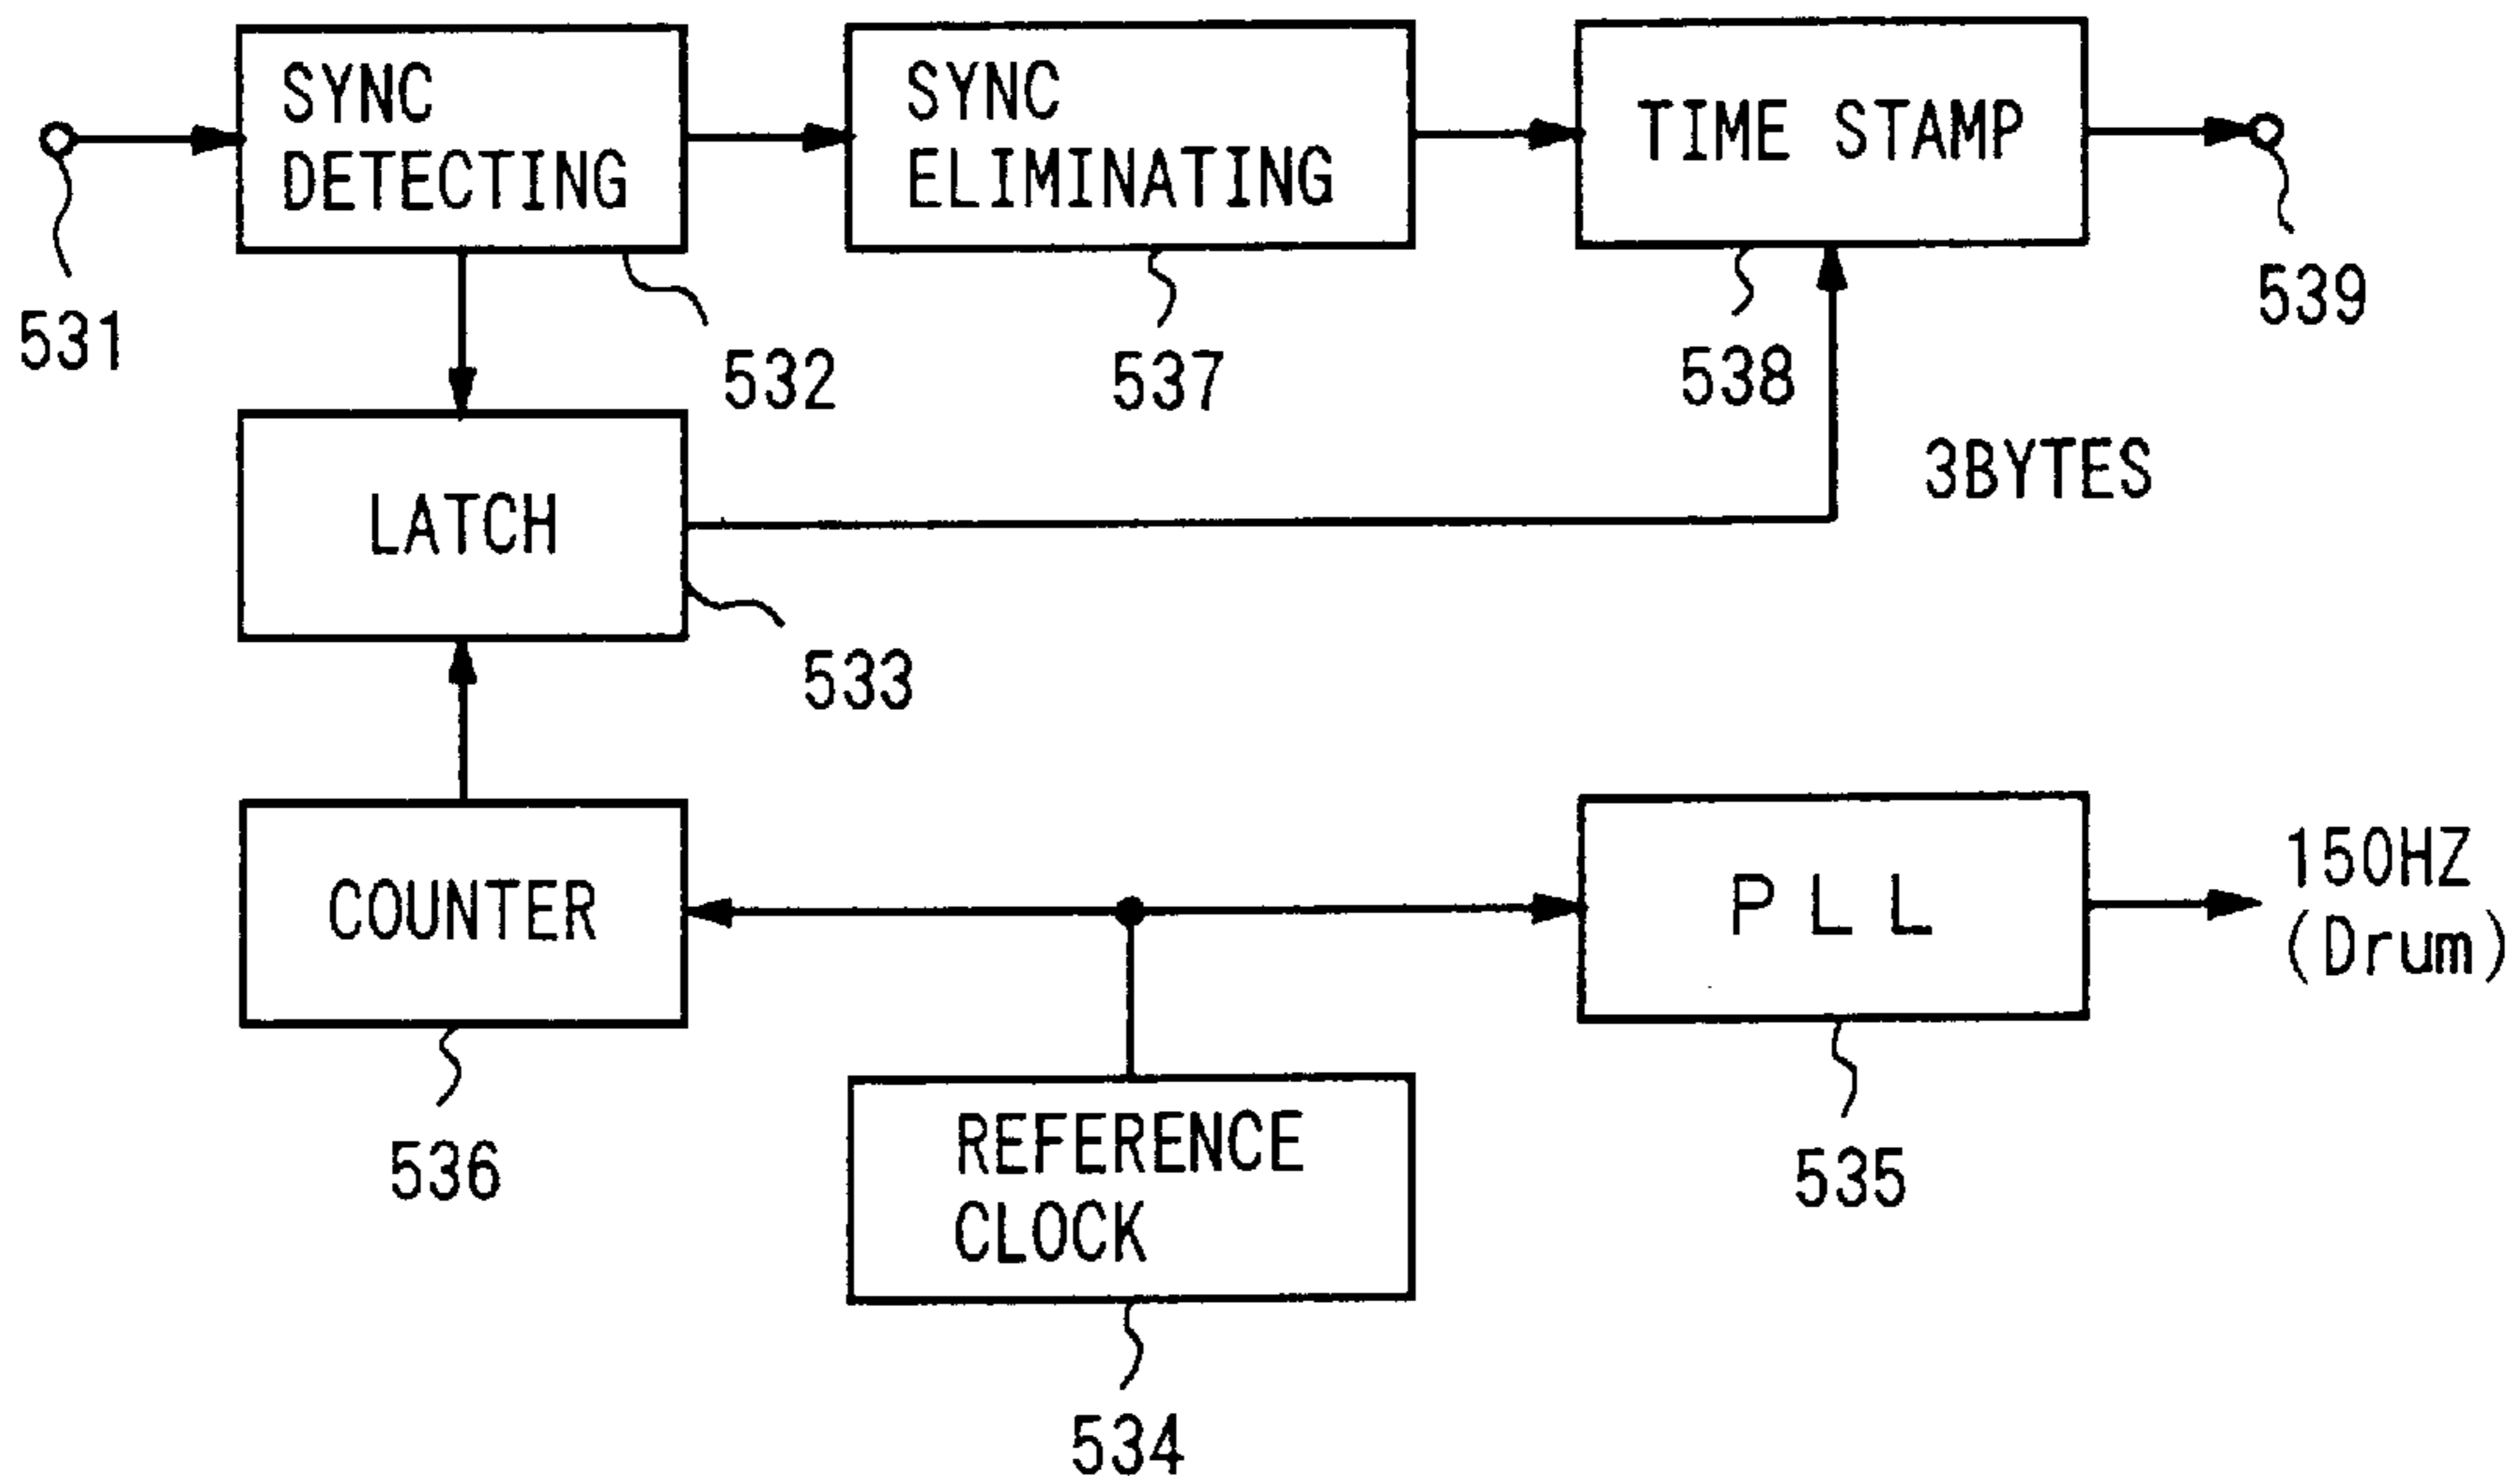 SYNC
DETECTING
SYNC
ELIMINATING
TIME STAMP
531
532
537
538
539
LATCH
3BYTES
533
COUNTER
PLL
150HZ
(Drum)
536
REFERENCE
CLOCK
535
534